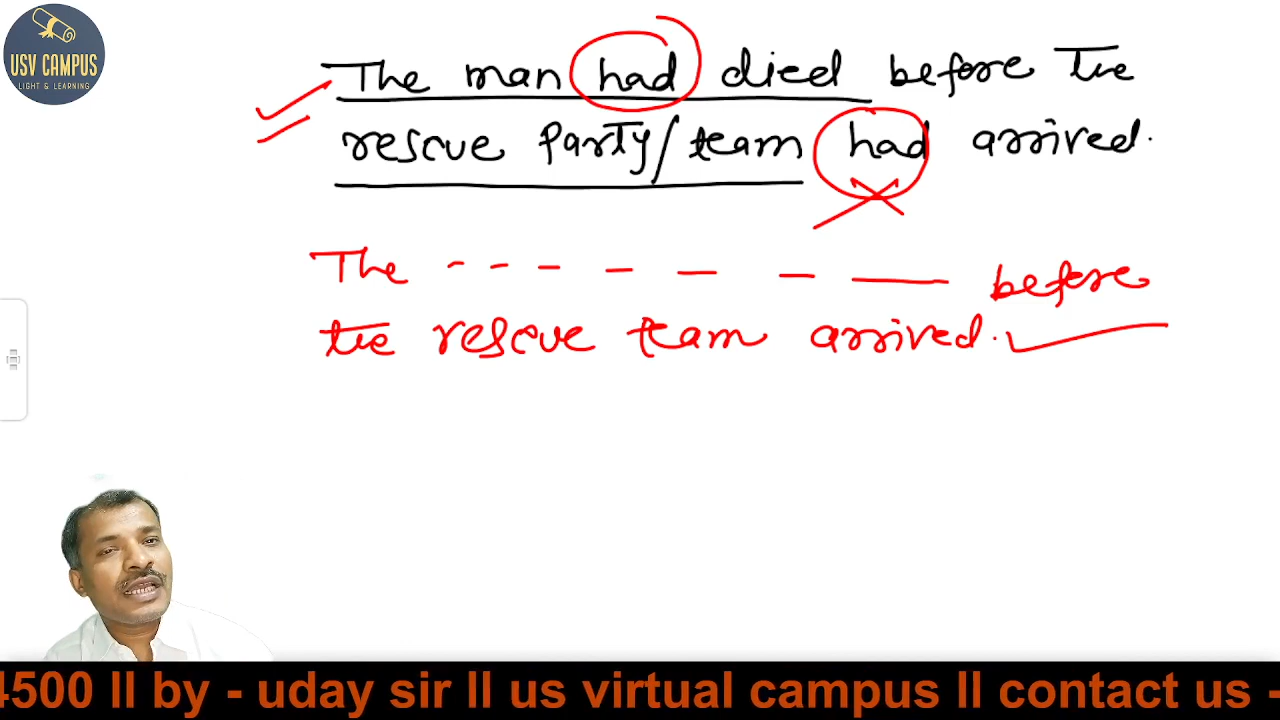 USV CAMPUS
LIGHT & LEARNING
The man had died before the
rescue party/team had arrived.
The - - - - - - - before
the rescue team arrived.
4500 ll by - uday sir ll us virtual campus ll contact us -